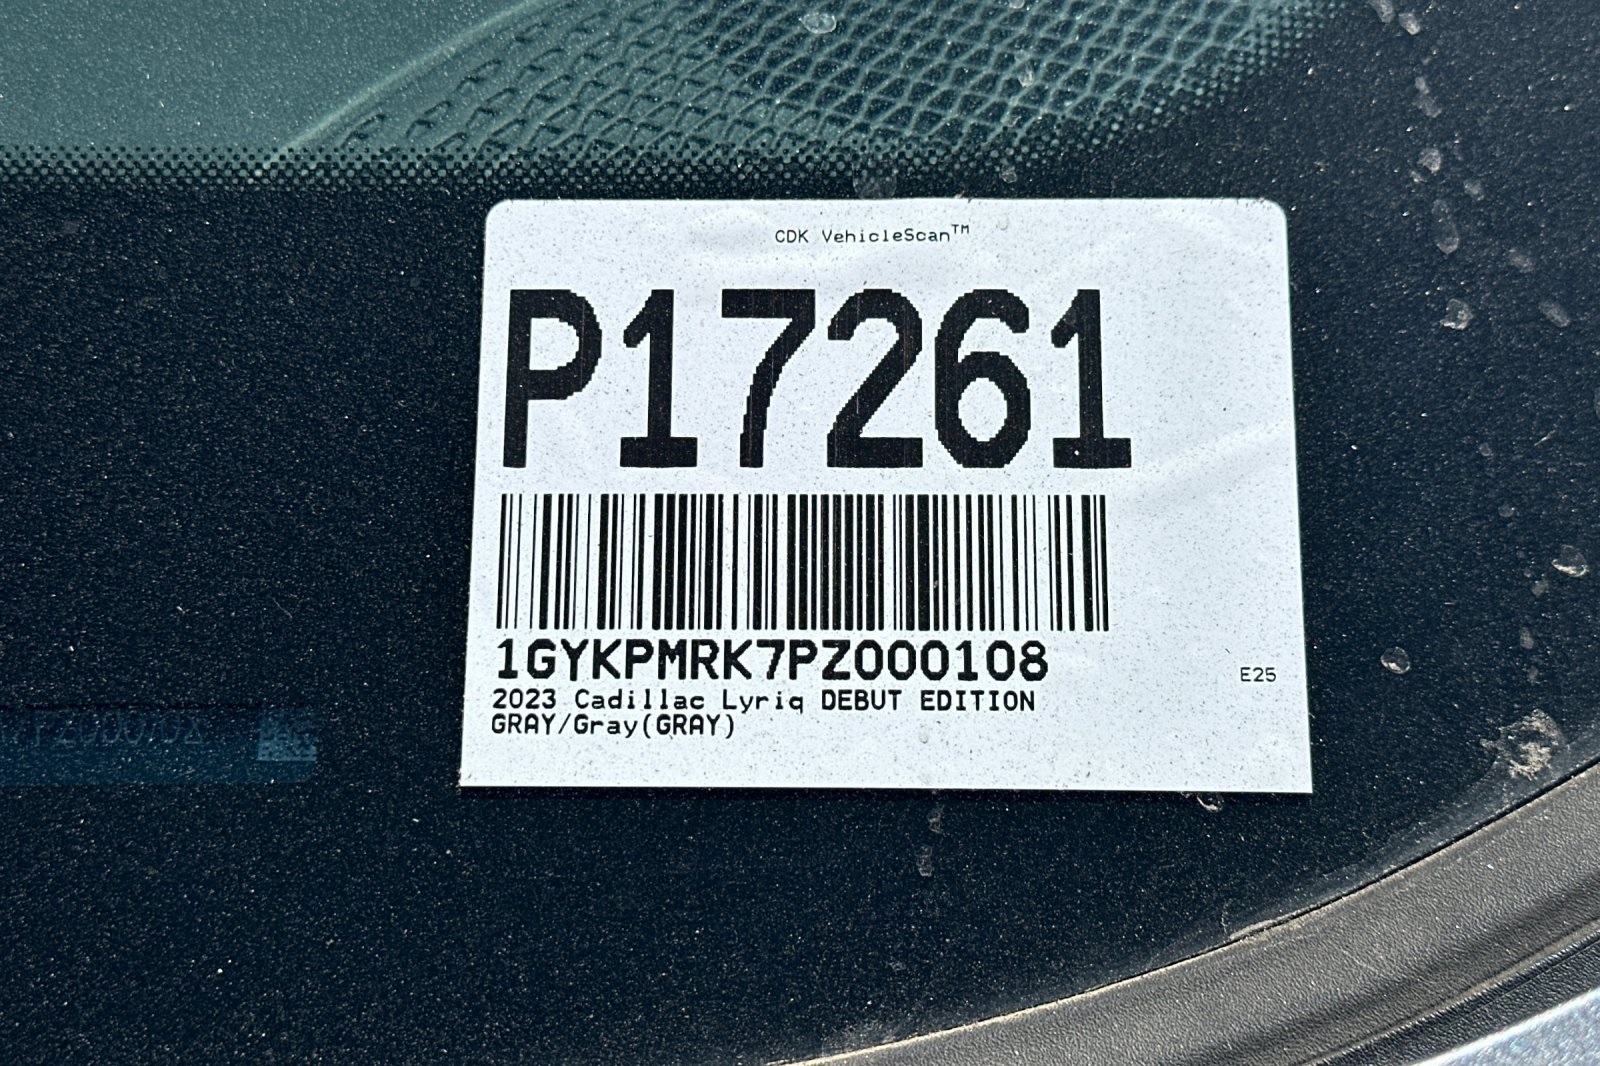 CDK VehicleScan™
P17261
1GYKPMRK7PZ000108
E25
2023 Cadillac Lyriq DEBUT EDITION
GRAY/Gray(GRAY)